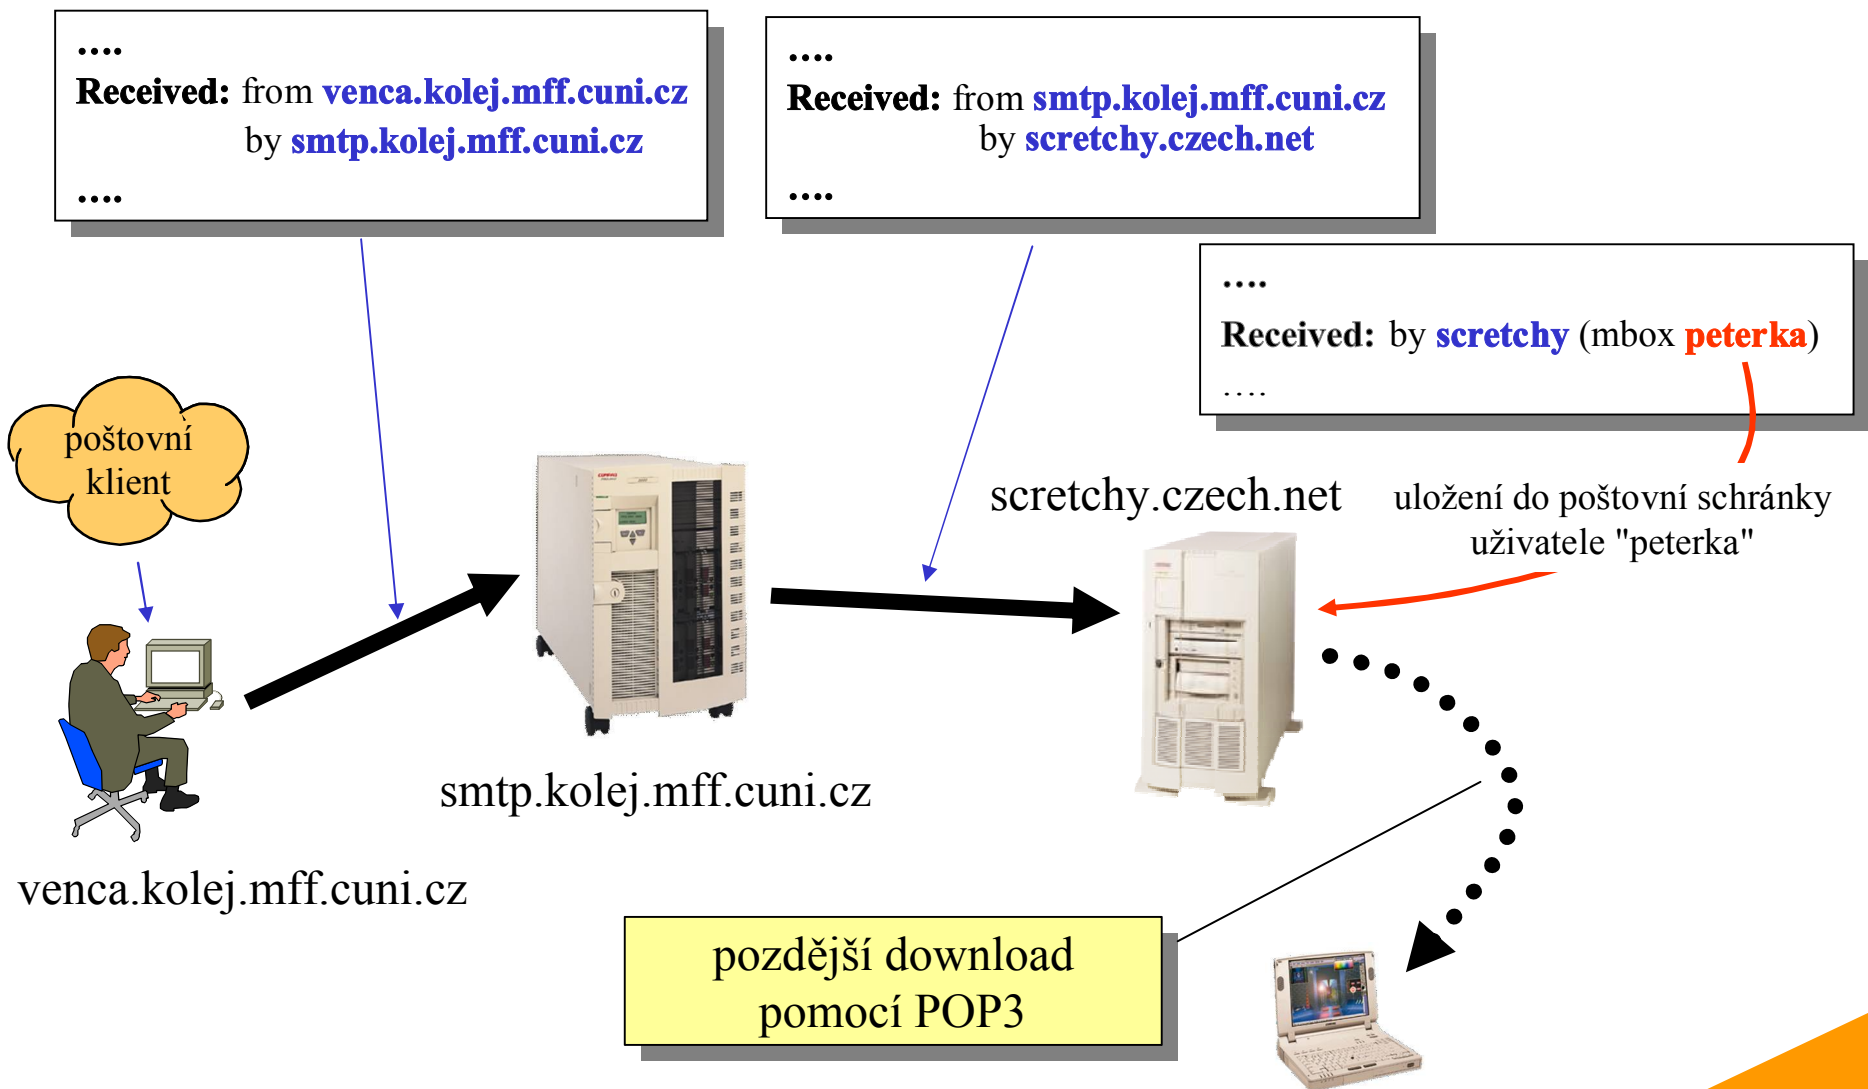 ....
Received: from venca.kolej.mff.cuni.cz
by smtp.kolej.mff.cuni.cz
....
....
Received: from smtp.kolej.mff.cuni.cz
by scretchy.czech.net
....
....
Received: by scretchy (mbox peterka)
....
poštovní
klient
scretchy.czech.net
uložení do poštovní schránky
uživatele "peterka"
smtp.kolej.mff.cuni.cz
venca.kolej.mff.cuni.cz
pozdější download
pomocí POP3